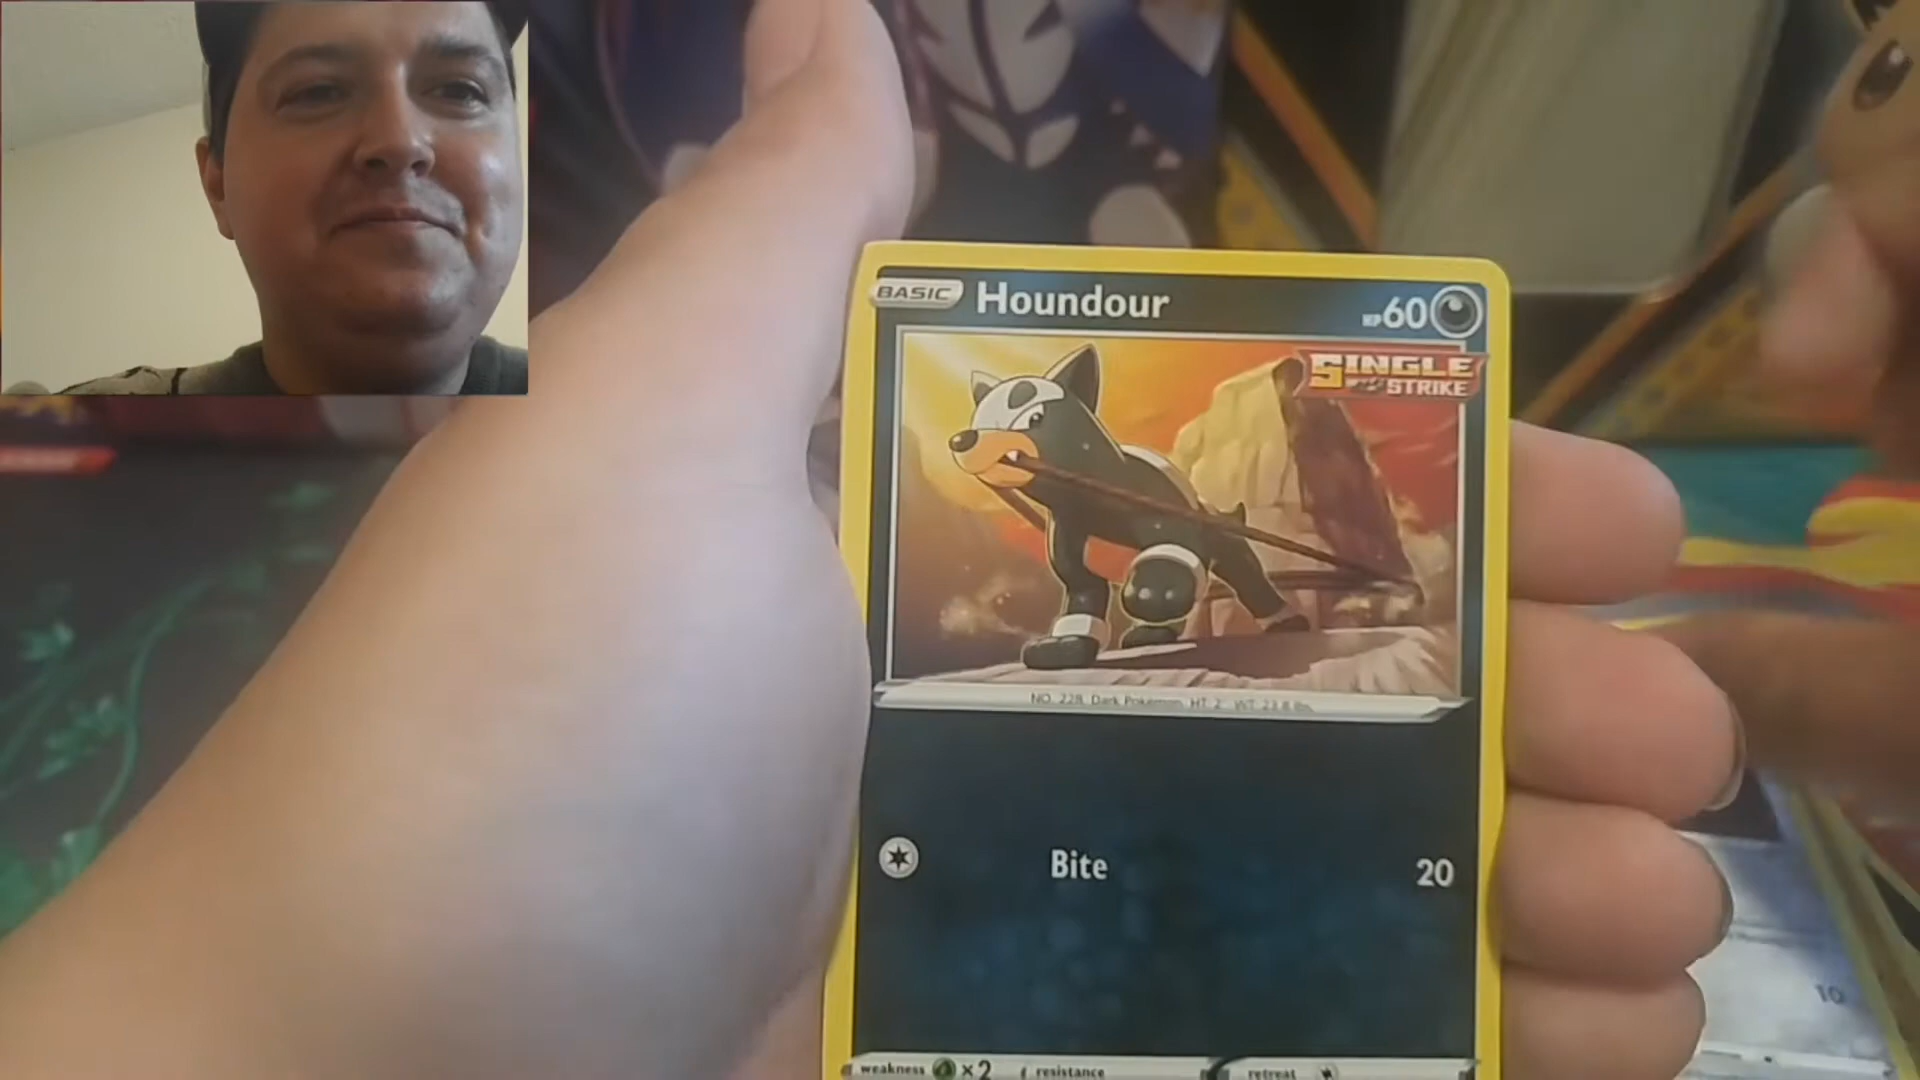 BASIC Houndour HP60
SINGLE
STRIKE
NO. 228 Dark Pokémon HT: 2' WT: 23.8 lbs.
Bite 20
weakness ×2 resistance retreat
10